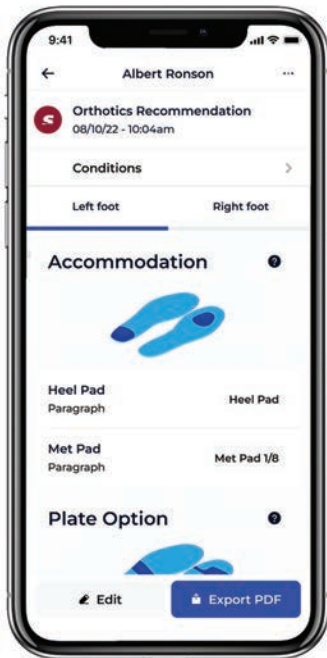 9:41
Albert Ronson
Orthotics Recommendation
08/10/22 - 10:04am
Conditions
Left foot
Right foot
Accommodation
Heel Pad
Paragraph
Heel Pad
Met Pad
Paragraph
Met Pad 1/8
Plate Option
Edit
Export PDF